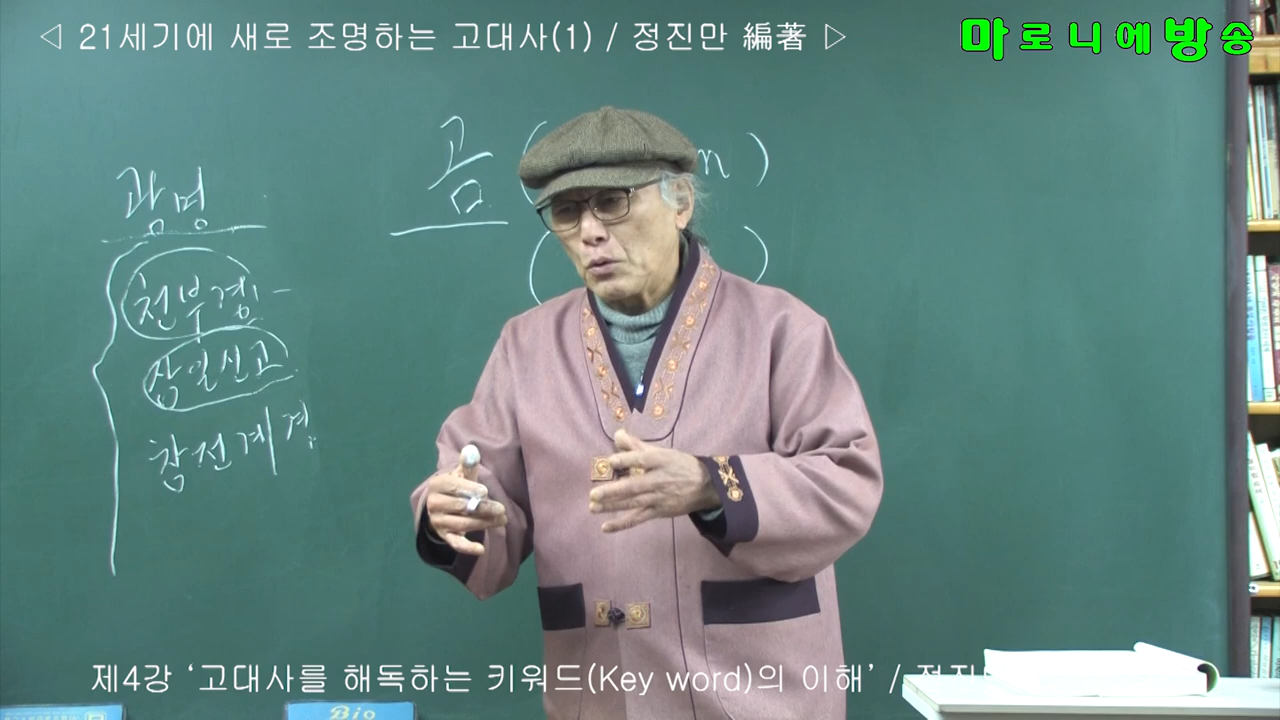 < 21세기에 새로 조명하는 고대사(1) / 정진만 編著 ▷
마로니에방송
곰 ( n )
( )
광명
천부경 -
삼일신고
참전계경
제4강 ‘고대사를 해독하는 키워드(Key word)의 이해’ / 정진
Bio